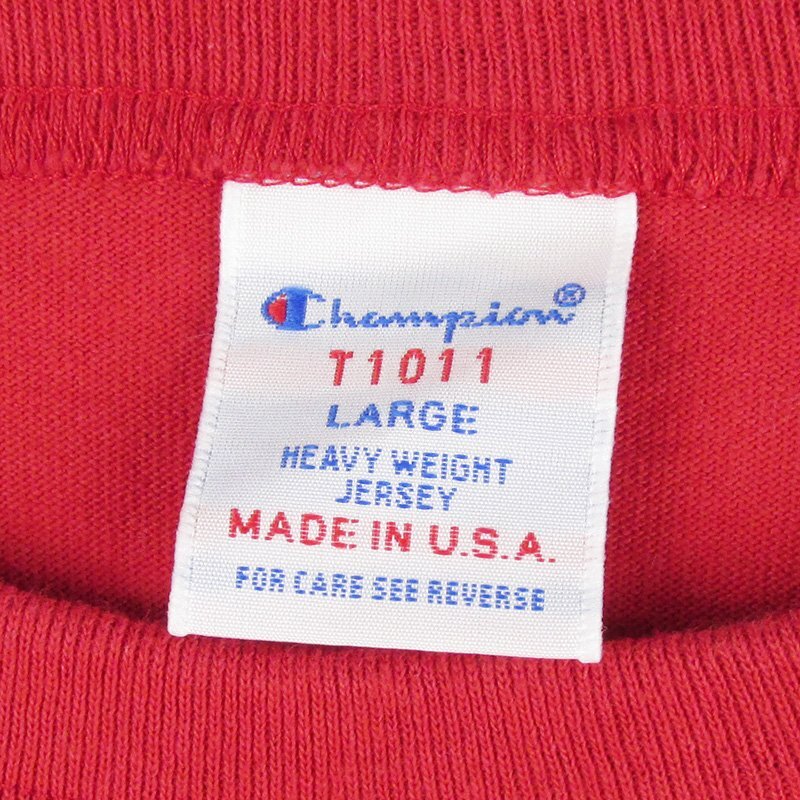 Champion®
T1011
LARGE
HEAVY WEIGHT
JERSEY
MADE IN U.S.A.
FOR CARE SEE REVERSE